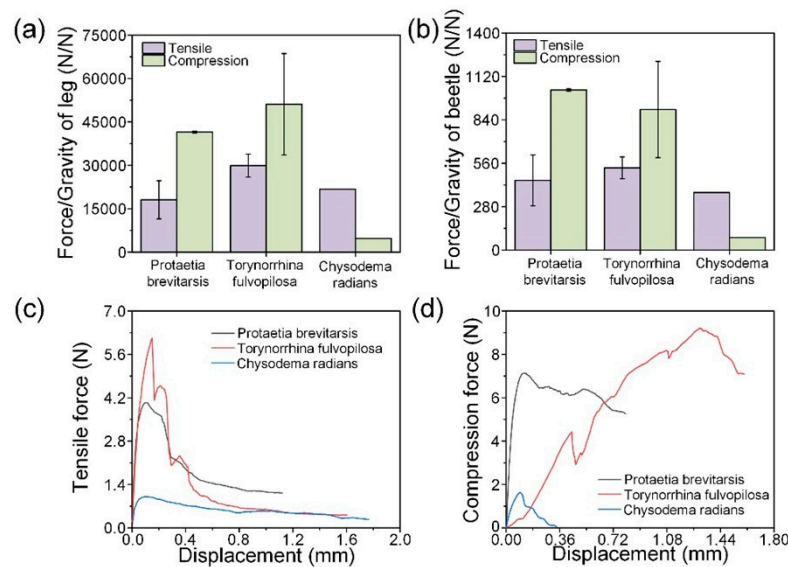 (a)
Force/Gravity of leg (N/N)
75000
60000
45000
30000
15000
0
Tensile
Compression
Protaetia
brevitarsis
Torynorrhina
fulvopilosa
Chysodema
radians
(b)
Force/Gravity of beetle (N/N)
1400
1120
840
560
280
0
Tensile
Compression
Protaetia
brevitarsis
Torynorrhina
fulvopilosa
Chysodema
radians
(c)
Tensile force (N)
7.0
5.6
4.2
2.8
1.4
0.0
Protaetia brevitarsis
Torynorrhina fulvopilosa
Chysodema radians
0.0 0.4 0.8 1.2 1.6 2.0
Displacement (mm)
(d)
Compression force (N)
10
8
6
4
2
0
Protaetia brevitarsis
Torynorrhina fulvopilosa
Chysodema radians
0.00 0.36 0.72 1.08 1.44 1.80
Displacement (mm)